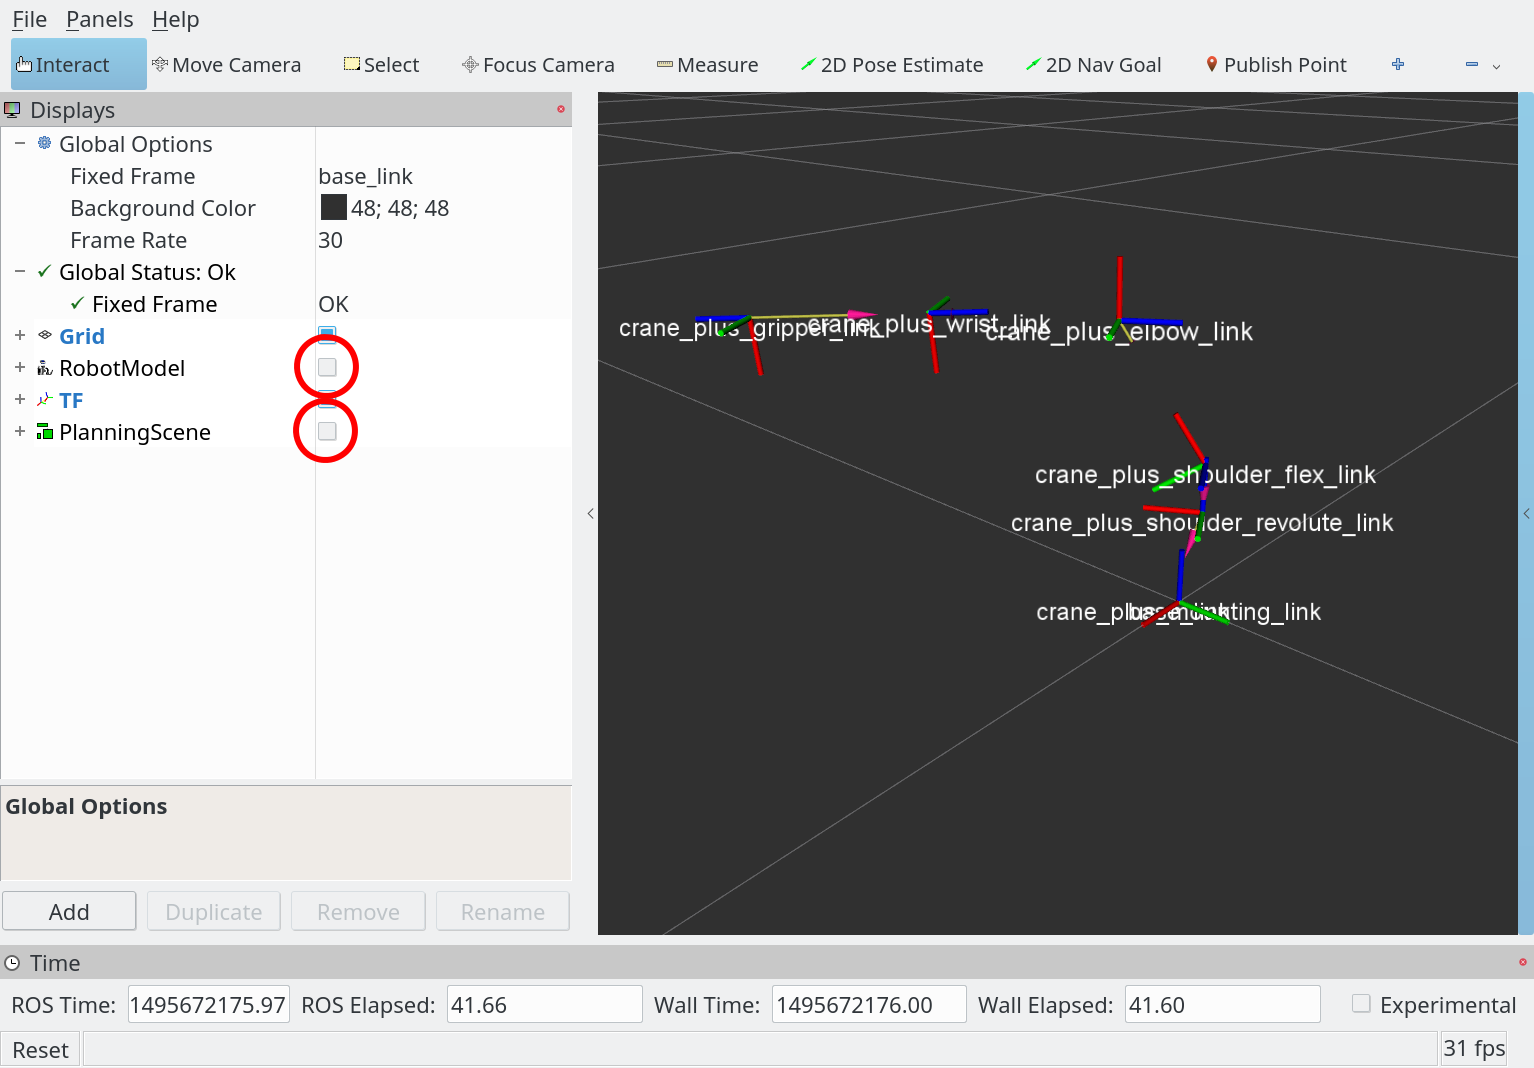 File Panels Help
Interact Move Camera Select Focus Camera Measure 2D Pose Estimate 2D Nav Goal Publish Point
Displays
Global Options
Fixed Frame base_link
Background Color 48; 48; 48
Frame Rate 30
Global Status: Ok
Fixed Frame OK
Grid
RobotModel
TF
PlanningScene
crane_plus_gripper_link
crane_plus_wrist_link
crane_plus_elbow_link
crane_plus_shoulder_flex_link
crane_plus_shoulder_revolute_link
crane_plus_mounting_link
base_link
Global Options
Add Duplicate Remove Rename
Time
ROS Time: 1495672175.97 ROS Elapsed: 41.66 Wall Time: 1495672176.00 Wall Elapsed: 41.60 Experimental
Reset 31 fps